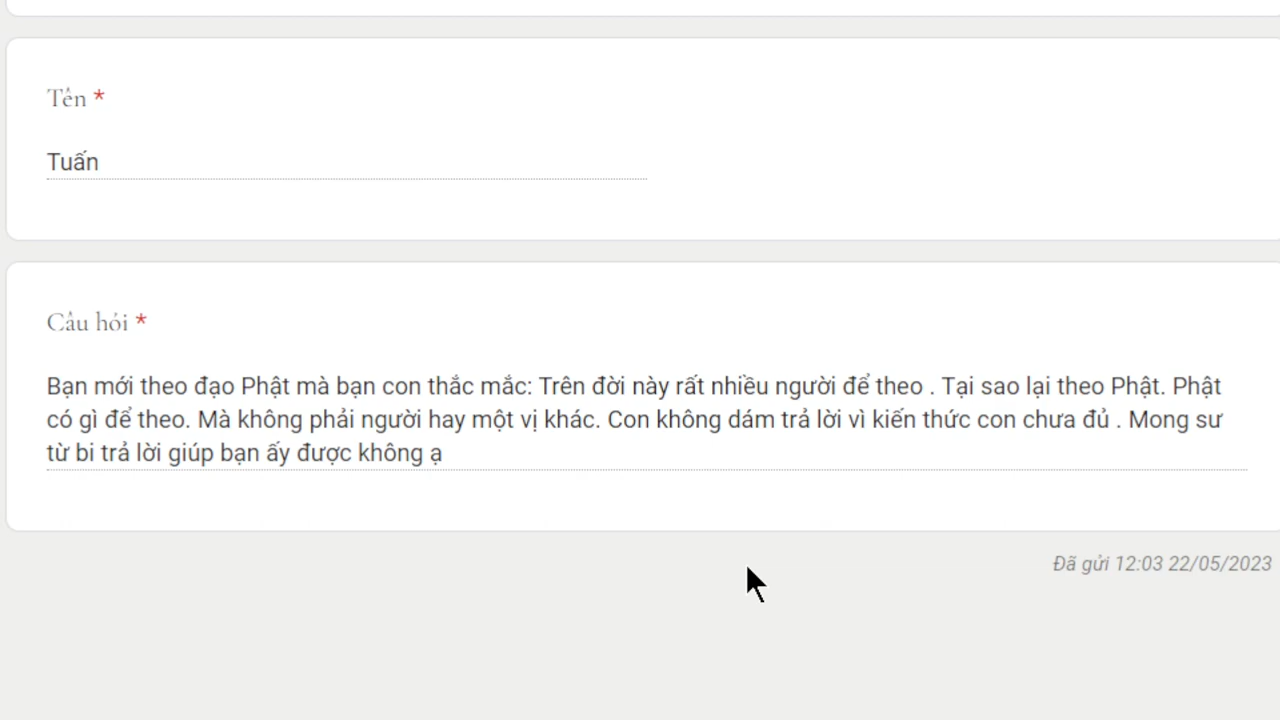 Tên *
Tuấn
Câu hỏi *
Bạn mới theo đạo Phật mà bạn con thắc mắc: Trên đời này rất nhiều người để theo . Tại sao lại theo Phật. Phật
có gì để theo. Mà không phải người hay một vị khác. Con không dám trả lời vì kiến thức con chưa đủ . Mong sư
từ bi trả lời giúp bạn ấy được không ạ
Đã gửi 12:03 22/05/2023